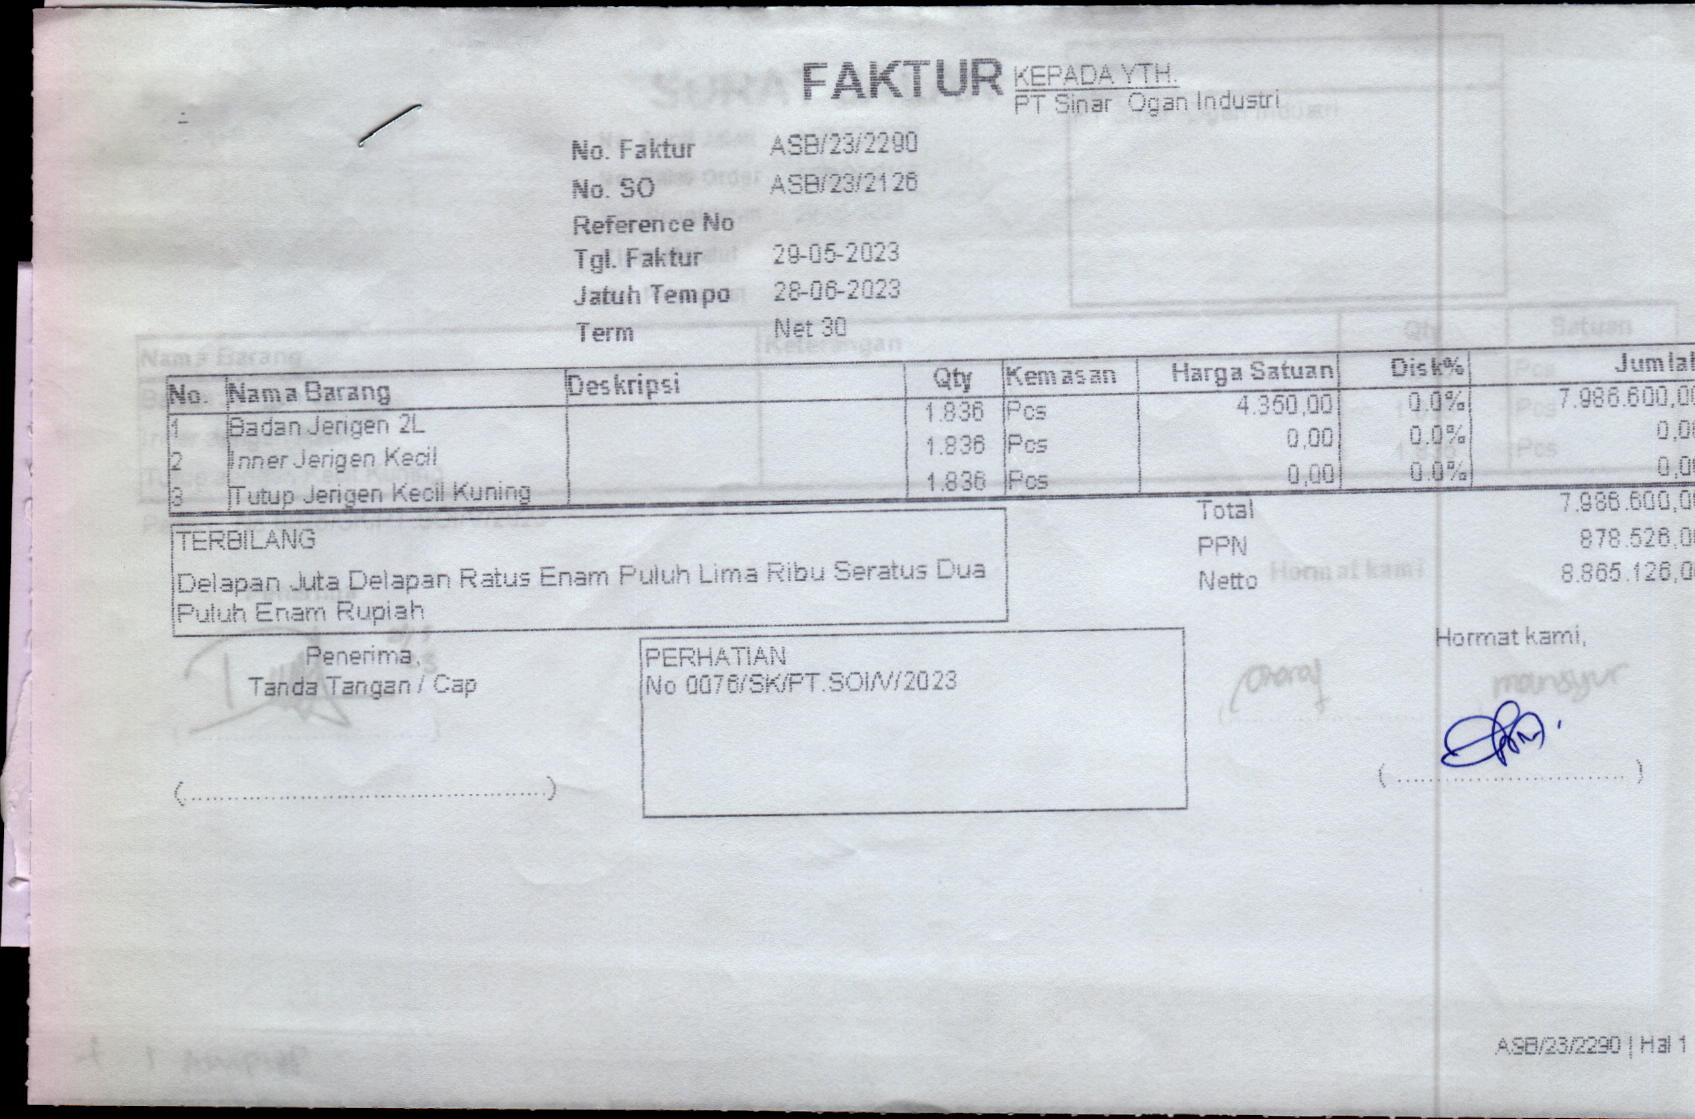 FAKTUR
KEPADA YTH.
PT Sinar Ogan Industri
No. Faktur ASB/23/2290
No. SO ASB/23/2126
Reference No
Tgl. Faktur 29-05-2023
Jatuh Tempo 28-06-2023
Term Net 30
No. Nama Barang Deskripsi Qty Kemasan Harga Satuan Disk% Jumlah
1 Badan Jerigen 2L 1.836 Pcs 4.350,00 0.0% 7.986.600,00
2 Inner Jerigen Kecil 1.836 Pcs 0,00 0.0% 0,00
3 Tutup Jerigen Kecil Kuning 1.836 Pcs 0,00 0.0% 0,00
Total 7.986.600,00
PPN 878.526,0
Netto 8.865.126,0
TERBILANG
Delapan Juta Delapan Ratus Enam Puluh Lima Ribu Seratus Dua
Puluh Enam Rupiah
Penerima,
Tanda Tangan / Cap
PERHATIAN
No 0076/SK/PT.SOI/V/2023
Hormat kami,
ASB/23/2290 | Hal 1